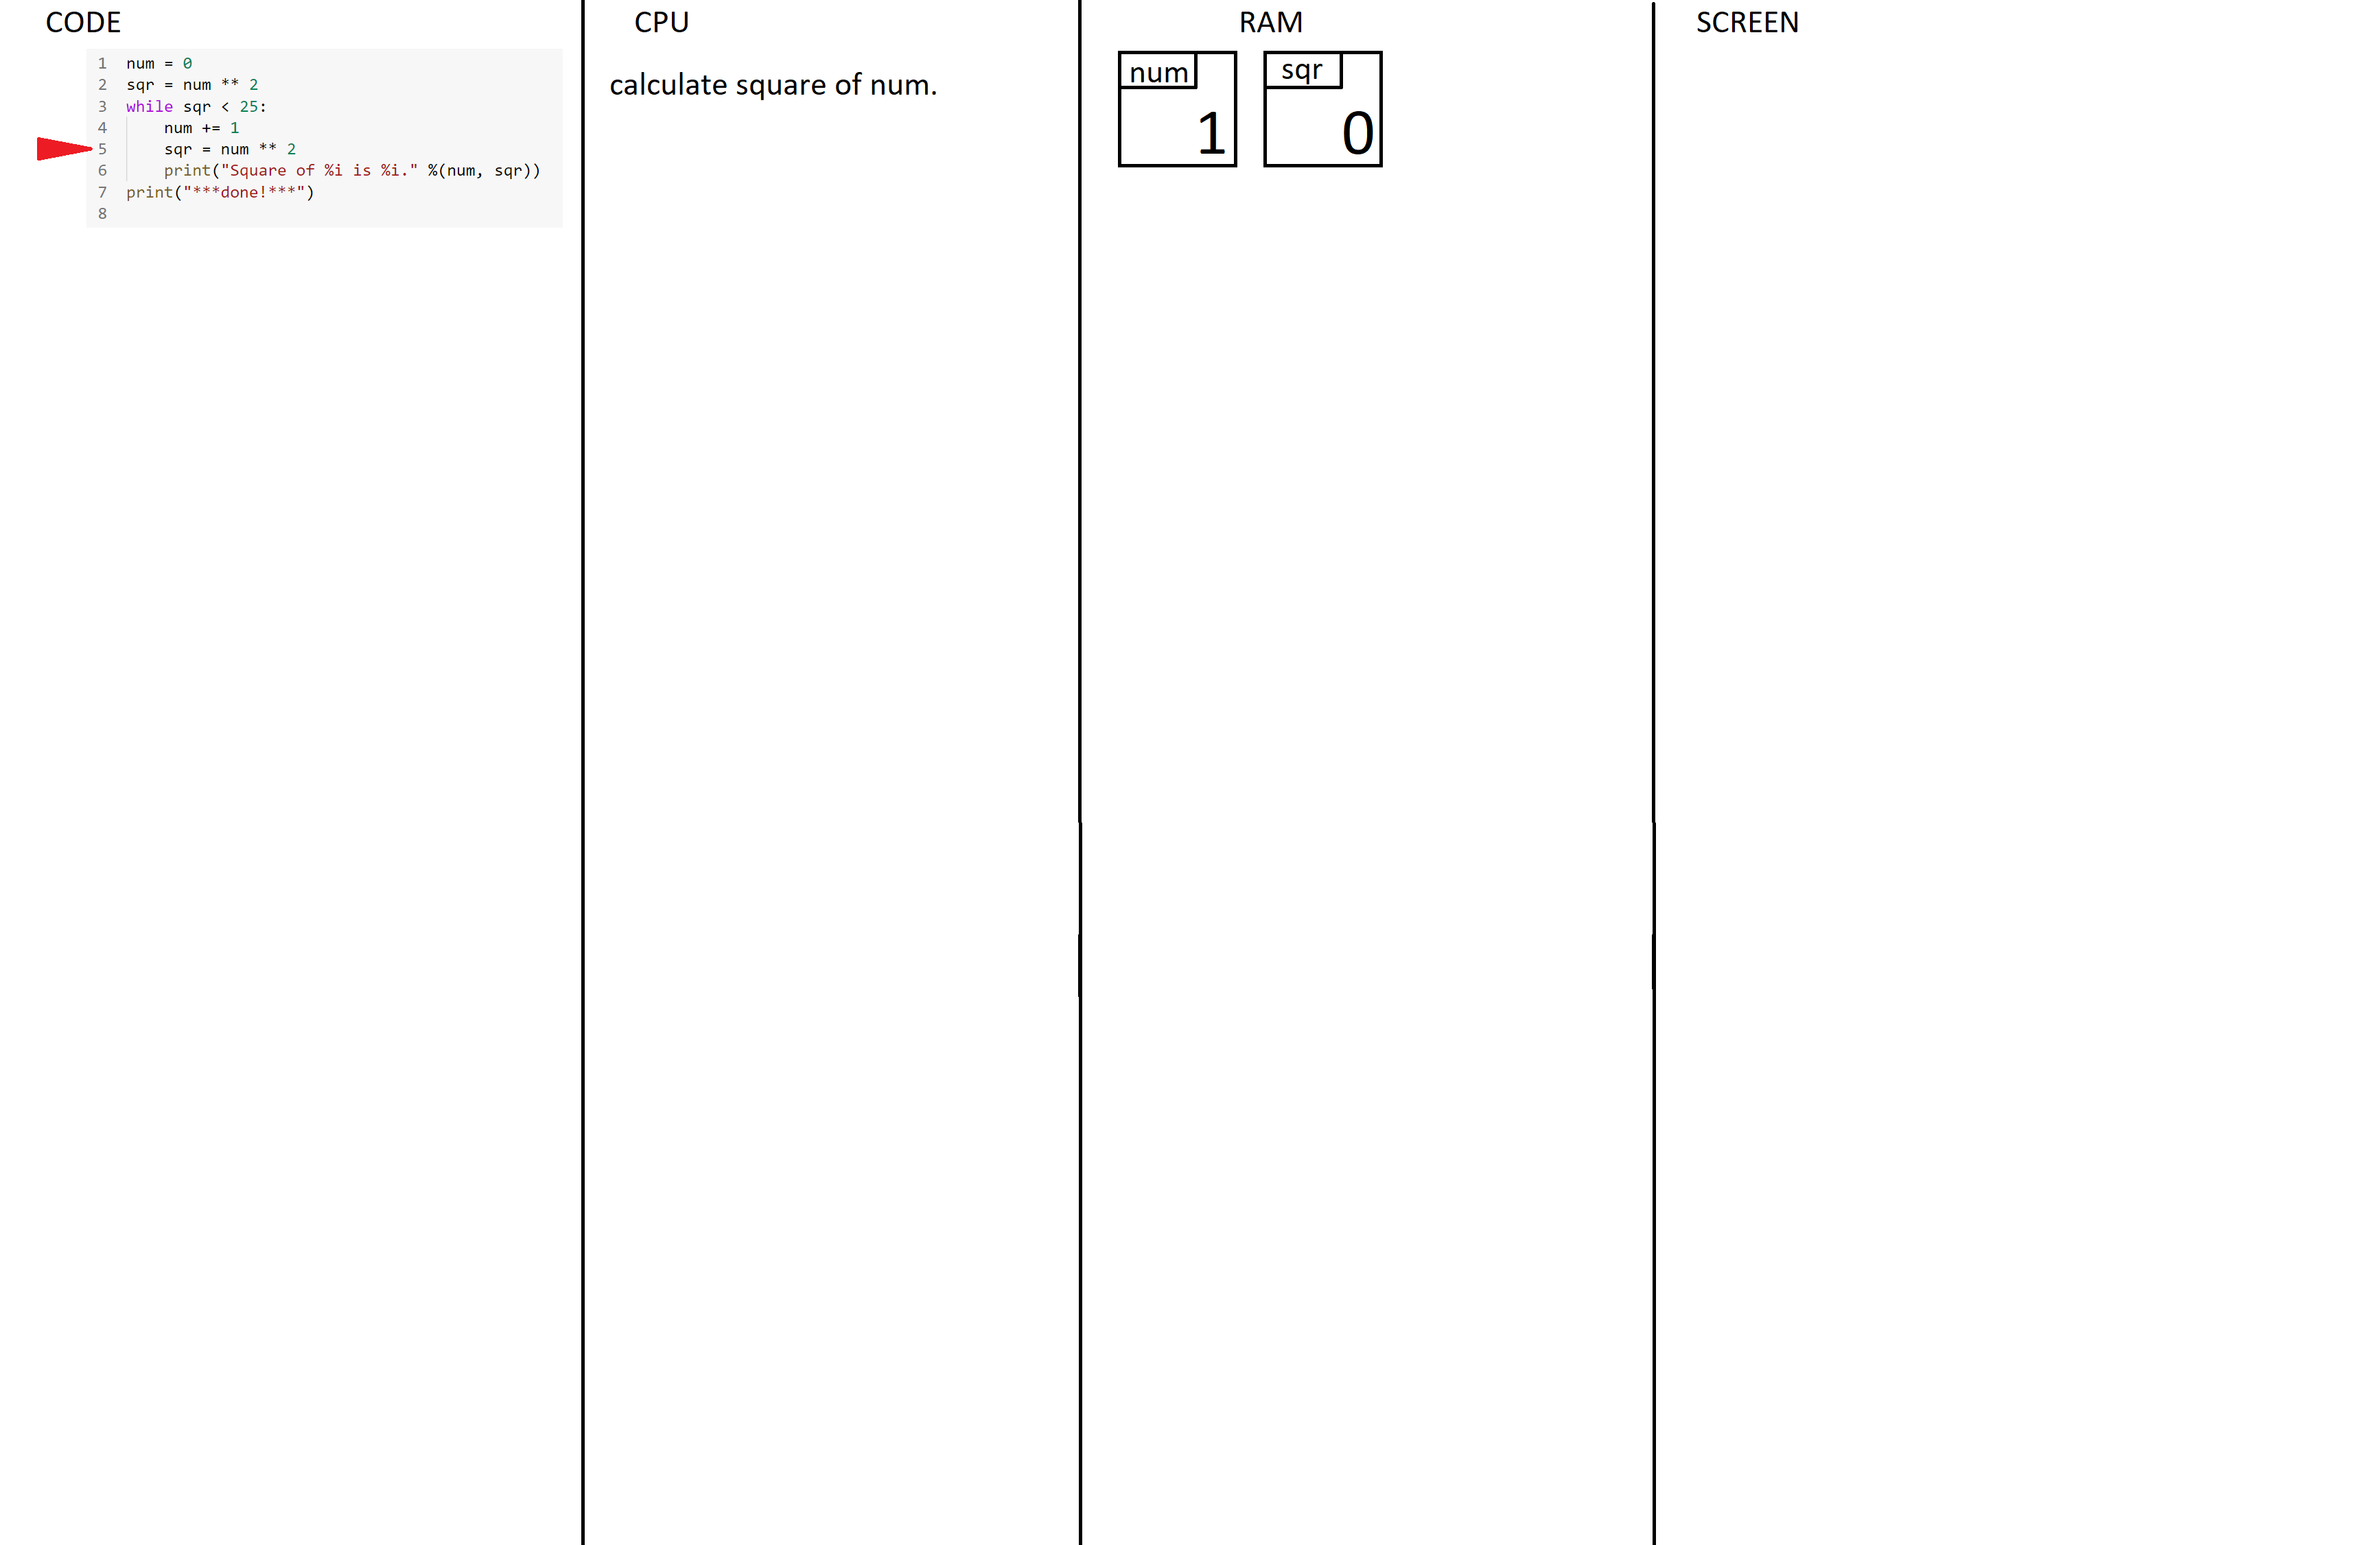 CODE
1 num = 0
2 sqr = num ** 2
3 while sqr < 25:
4     num += 1
5     sqr = num ** 2
6     print("Square of %i is %i." %(num, sqr))
7 print("***done!***")
8
CPU
calculate square of num.
RAM
num
1
sqr
0
SCREEN